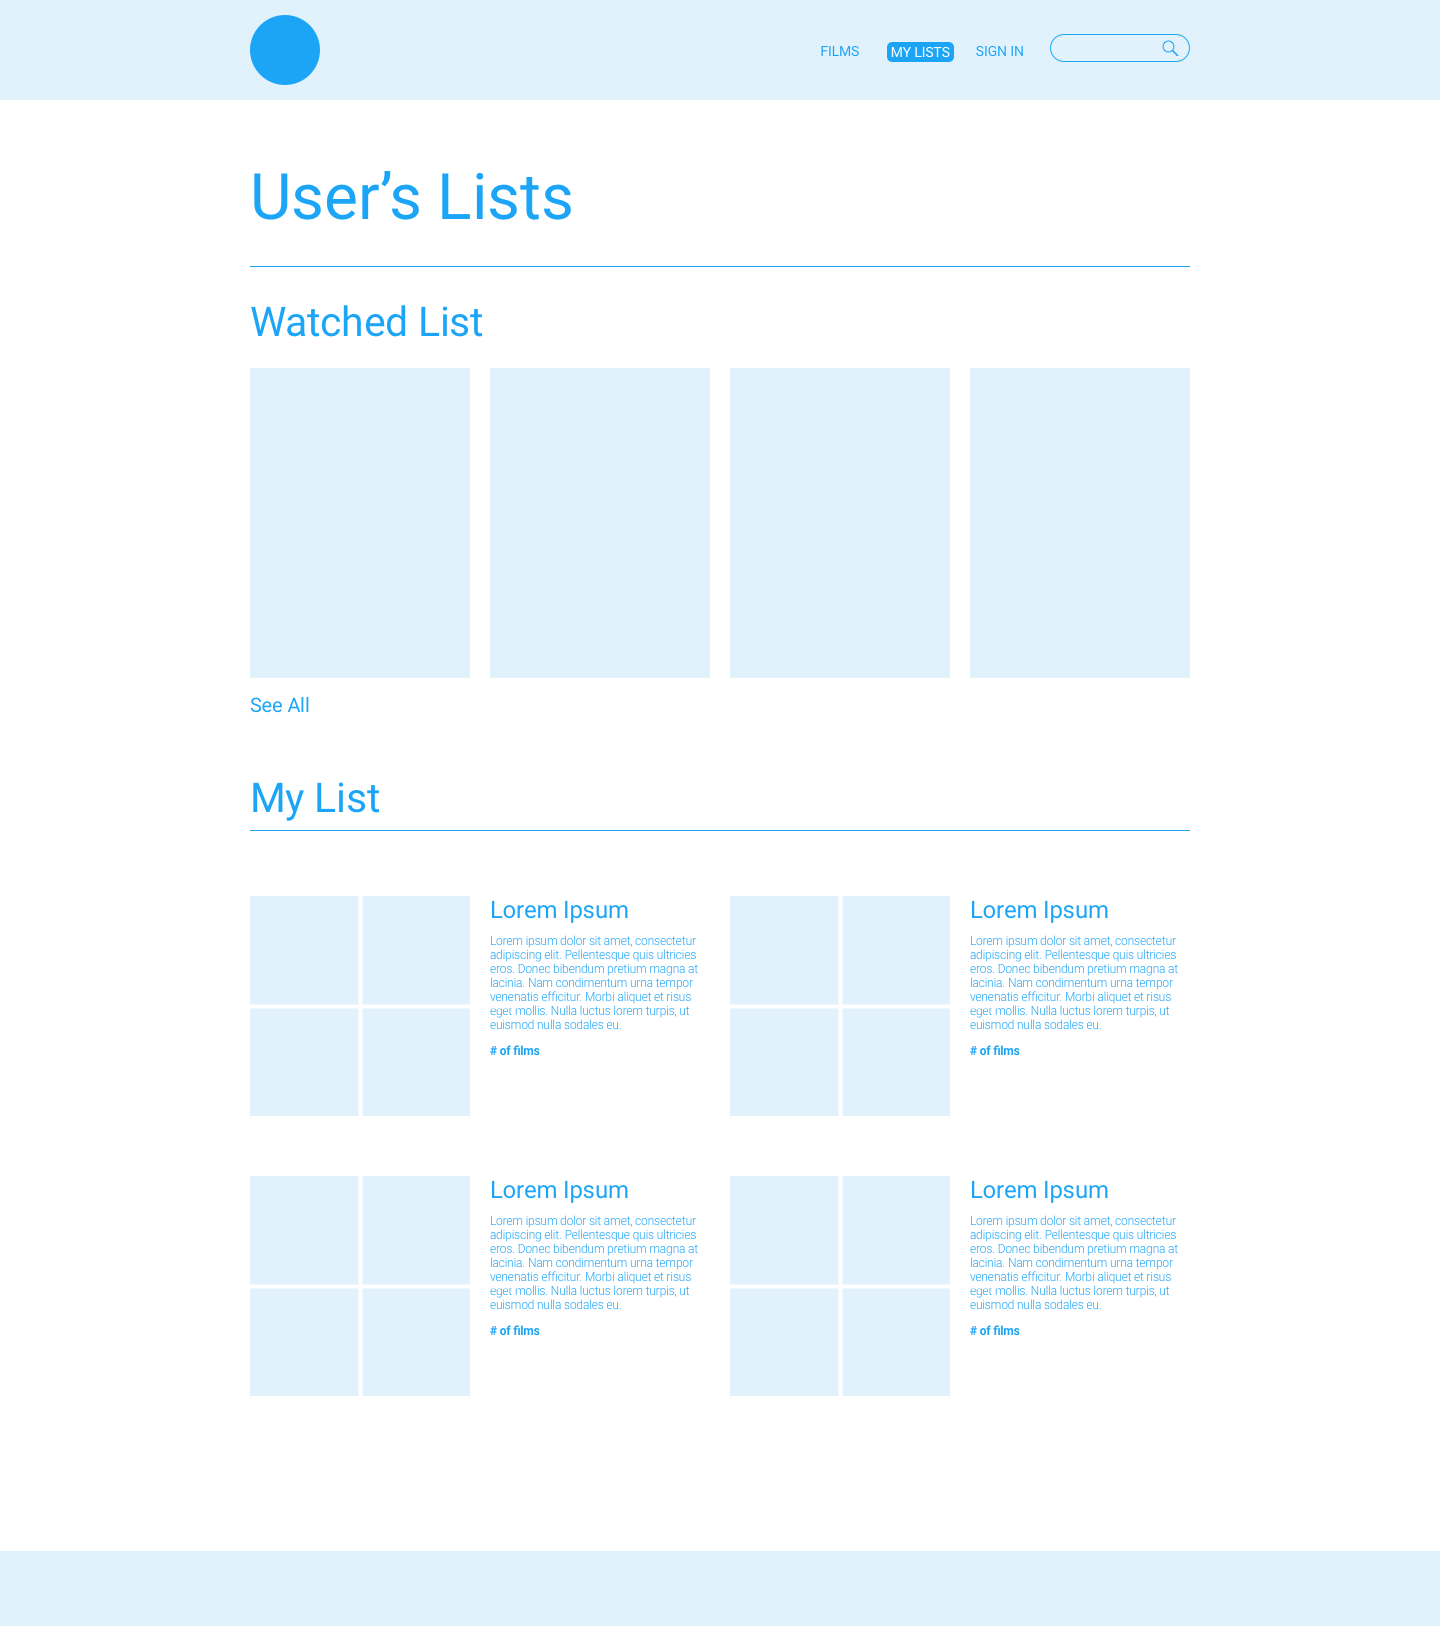 FILMS
MY LISTS
SIGN IN
User’s Lists
Watched List
See All
My List
Lorem Ipsum
Lorem ipsum dolor sit amet, consectetur
adipiscing elit. Pellentesque quis ultricies
eros. Donec bibendum pretium magna at
lacinia. Nam condimentum urna tempor
venenatis efficitur. Morbi aliquet et risus
eget mollis. Nulla luctus lorem turpis, ut
euismod nulla sodales eu.
# of films
Lorem Ipsum
Lorem ipsum dolor sit amet, consectetur
adipiscing elit. Pellentesque quis ultricies
eros. Donec bibendum pretium magna at
lacinia. Nam condimentum urna tempor
venenatis efficitur. Morbi aliquet et risus
eget mollis. Nulla luctus lorem turpis, ut
euismod nulla sodales eu.
# of films
Lorem Ipsum
Lorem ipsum dolor sit amet, consectetur
adipiscing elit. Pellentesque quis ultricies
eros. Donec bibendum pretium magna at
lacinia. Nam condimentum urna tempor
venenatis efficitur. Morbi aliquet et risus
eget mollis. Nulla luctus lorem turpis, ut
euismod nulla sodales eu.
# of films
Lorem Ipsum
Lorem ipsum dolor sit amet, consectetur
adipiscing elit. Pellentesque quis ultricies
eros. Donec bibendum pretium magna at
lacinia. Nam condimentum urna tempor
venenatis efficitur. Morbi aliquet et risus
eget mollis. Nulla luctus lorem turpis, ut
euismod nulla sodales eu.
# of films